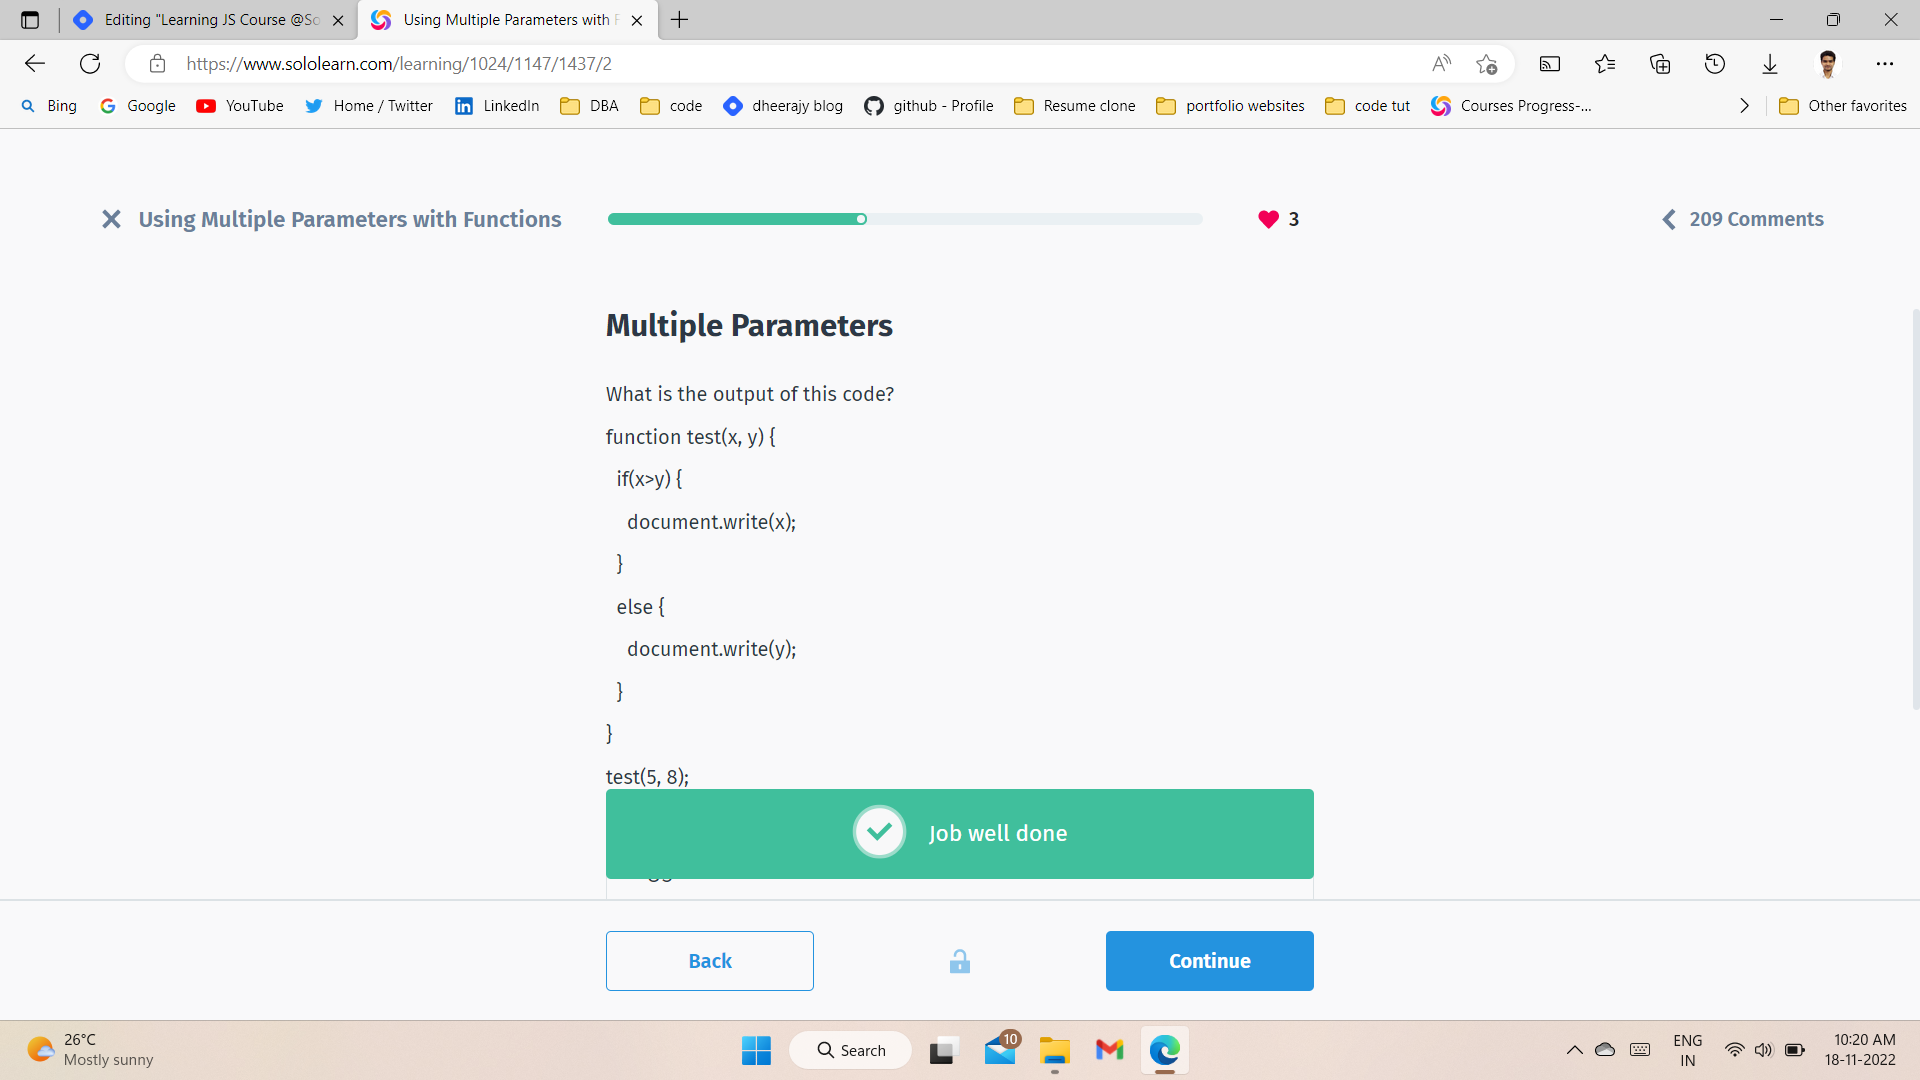 Editing "Learning JS Course @So
Using Multiple Parameters with F
https://www.sololearn.com/learning/1024/1147/1437/2
Bing
Google
YouTube
Home / Twitter
LinkedIn
DBA
code
dheerajy blog
github - Profile
Resume clone
portfolio websites
code tut
Courses Progress-...
Other favorites
Using Multiple Parameters with Functions
3
209 Comments
Multiple Parameters
What is the output of this code?
function test(x, y) {
if(x>y) {
document.write(x);
}
else {
document.write(y);
}
}
test(5, 8);
Job well done
Back
Continue
26°C
Mostly sunny
Search
10
ENG
IN
10:20 AM
18-11-2022